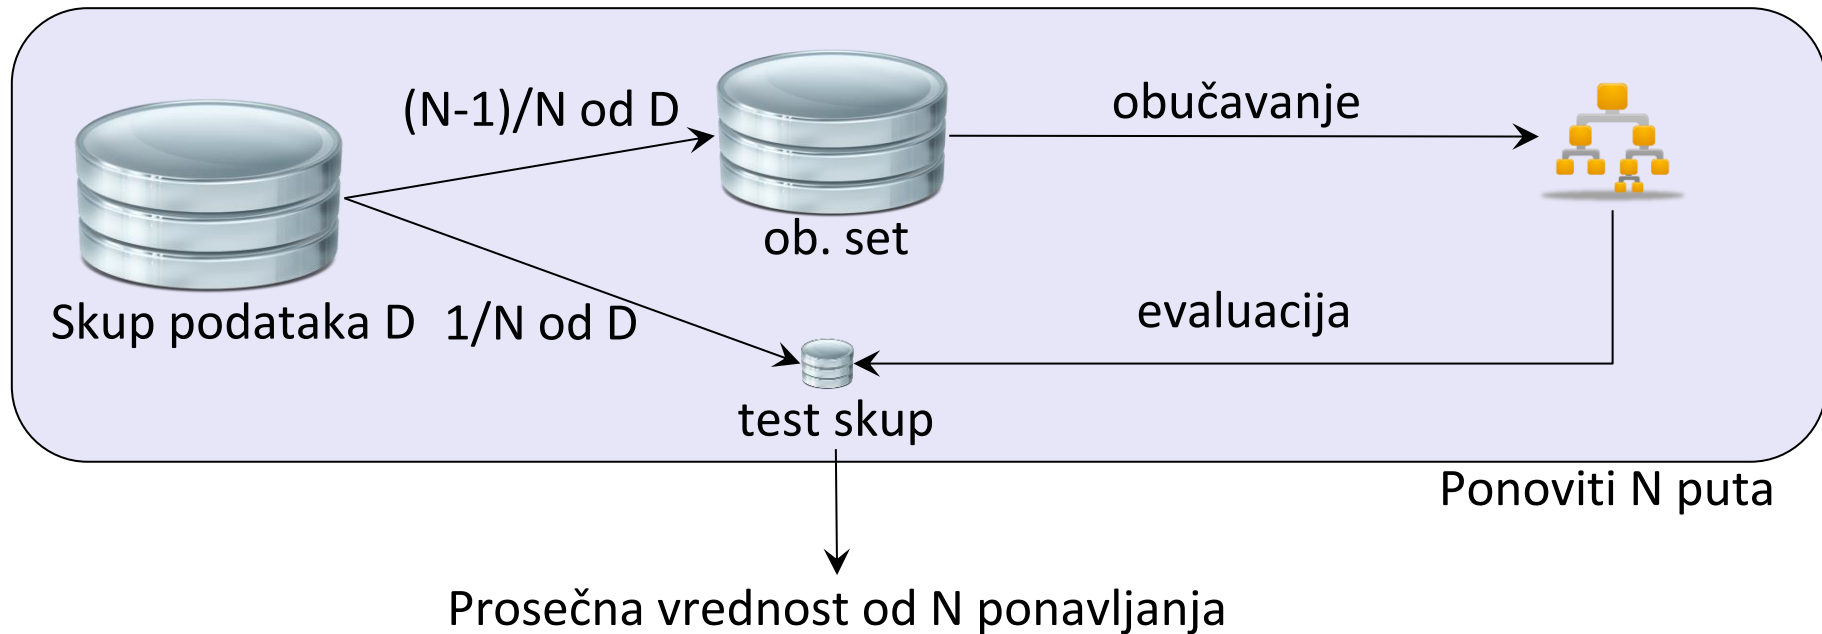 (N-1)/N od D
obučavanje
ob. set
Skup podataka D
1/N od D
evaluacija
test skup
Ponoviti N puta
Prosečna vrednost od N ponavljanja